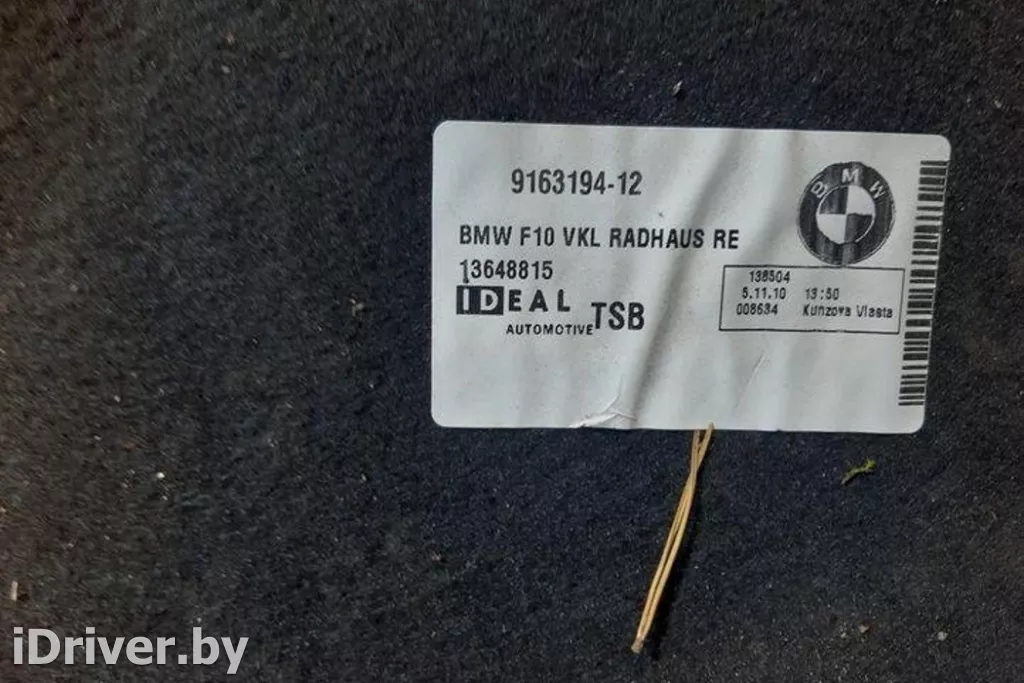 9163194-12
BMW
BMW F10 VKL RADHAUS RE
13648815
IDEAL
AUTOMOTIVE TSB
138504
5.11.10 13:50
008634 Kunzova Vlasta
iDriver.by